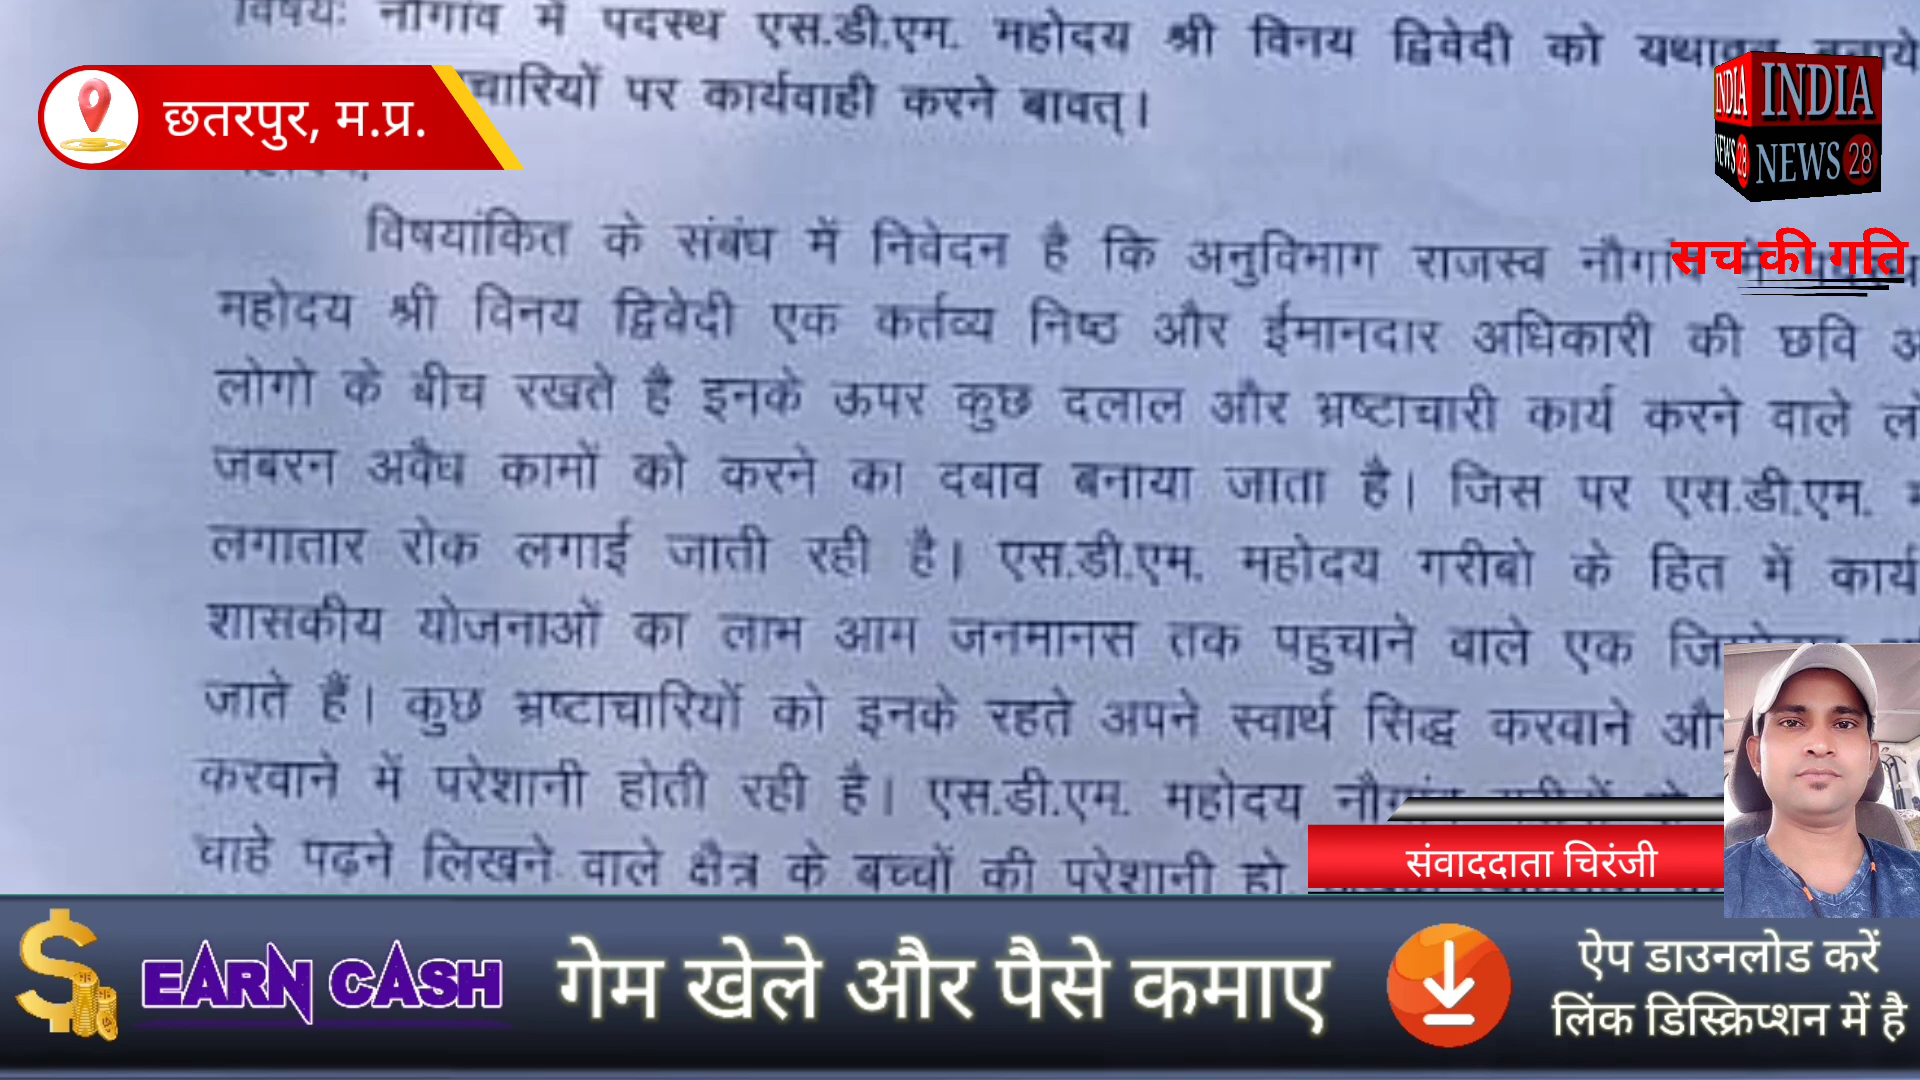 विषयः नौगांव में पदस्थ एस.डी.एम. महोदय श्री विनय द्विवेदी को यथावत
चारियों पर कार्यवाही करने बावत्।
छतरपुर, म.प्र.
INDIA
INDIA
NEWS 28
NEWS 28
सच की गति
विषयांकित के संबंध में निवेदन है कि अनुविभाग राजस्व
महोदय श्री विनय द्विवेदी एक कर्तव्य निष्ठ और ईमानदार अधिकारी की छवि
लोगो के बीच रखते है इनके ऊपर कुछ दलाल और भ्रष्टाचारी कार्य करने वाले
जबरन अवैध कामों को करने का दबाव बनाया जाता है। जिस पर एस.डी.एम.
लगातार रोक लगाई जाती रही है। एस.डी.एम. महोदय गरीबो के हित में कार्य
शासकीय योजनाओं का लाभ आम जनमानस तक पहुचाने वाले एक
जाते हैं। कुछ भ्रष्टाचारियों को इनके रहते अपने स्वार्थ सिद्ध करवाने
करवाने में परेशानी होती रही है। एस.डी.एम. महोदय
चाहे पढ़ने लिखने वाले क्षैत्र के बच्चों की परेशानी हो
संवाददाता चिरंजी
EARN CASH
गेम खेले और पैसे कमाए
ऐप डाउनलोड करें
लिंक डिस्क्रिप्शन में है